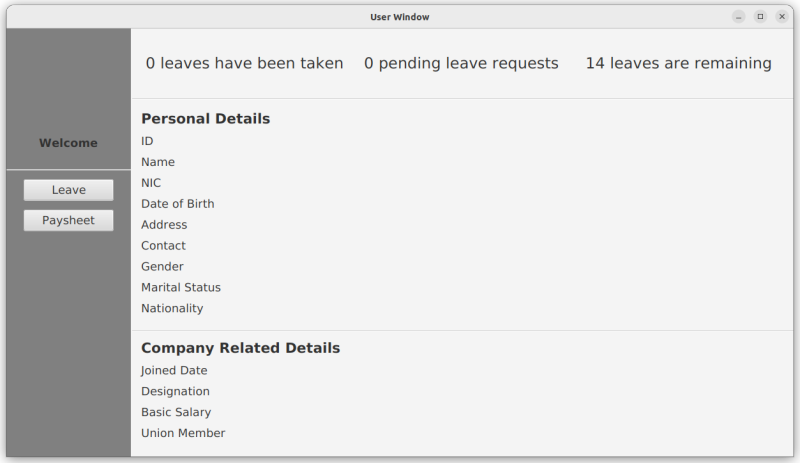 User Window
0 leaves have been taken 0 pending leave requests 14 leaves are remaining
Welcome
Leave
Paysheet
Personal Details
ID
Name
NIC
Date of Birth
Address
Contact
Gender
Marital Status
Nationality
Company Related Details
Joined Date
Designation
Basic Salary
Union Member